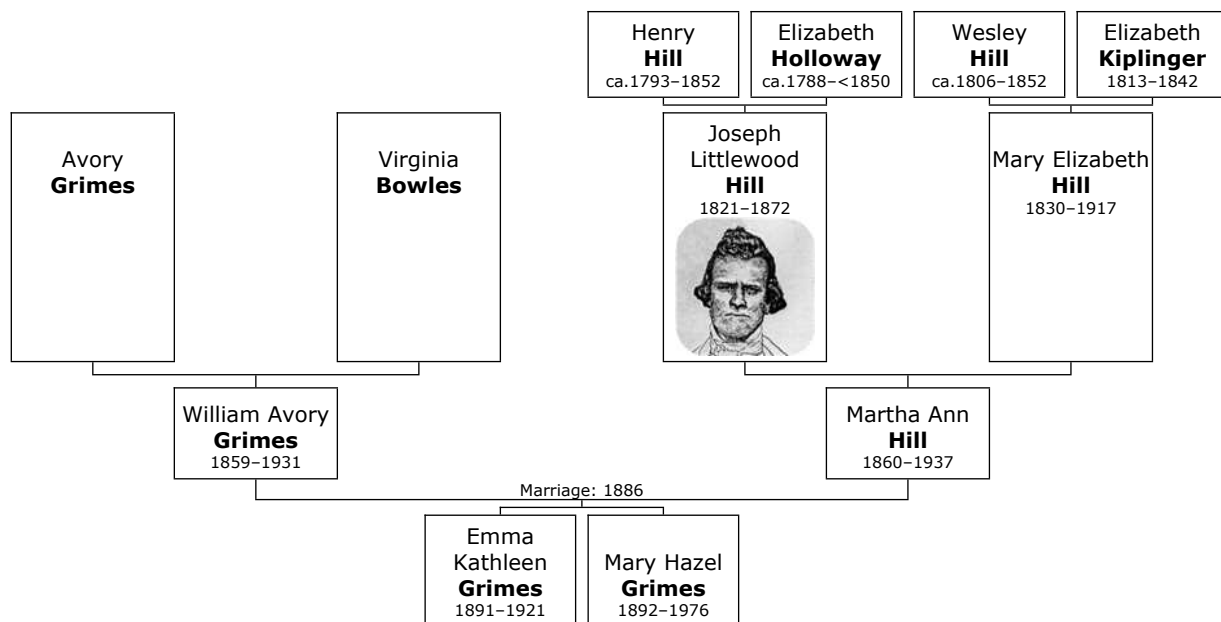 Henry
Hill
ca.1793–1852
Elizabeth
Holloway
ca.1788–<1850
Wesley
Hill
ca.1806–1852
Elizabeth
Kiplinger
1813–1842
Avory
Grimes
Virginia
Bowles
Joseph
Littlewood
Hill
1821–1872
Mary Elizabeth
Hill
1830–1917
William Avory
Grimes
1859–1931
Martha Ann
Hill
1860–1937
Marriage: 1886
Emma
Kathleen
Grimes
1891–1921
Mary Hazel
Grimes
1892–1976